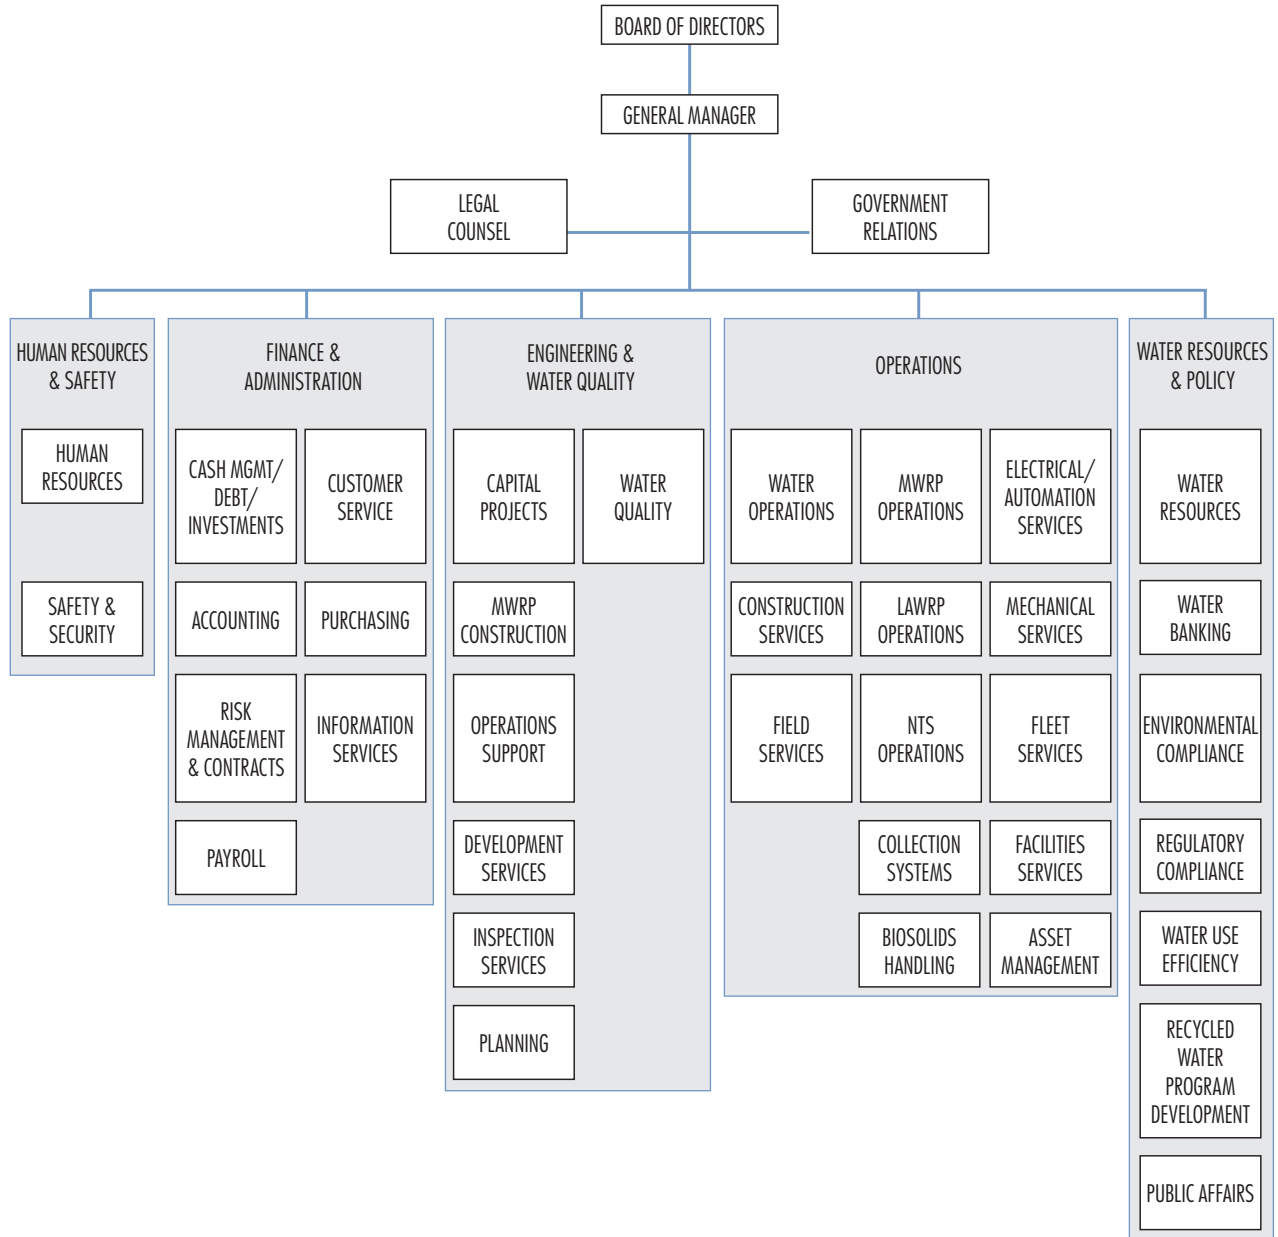 BOARD OF DIRECTORS
GENERAL MANAGER
LEGAL
COUNSEL
GOVERNMENT
RELATIONS
HUMAN RESOURCES
& SAFETY
HUMAN
RESOURCES
SAFETY &
SECURITY
FINANCE &
ADMINISTRATION
CASH MGMT/
DEBT/
INVESTMENTS
CUSTOMER
SERVICE
ACCOUNTING
PURCHASING
RISK
MANAGEMENT
& CONTRACTS
INFORMATION
SERVICES
PAYROLL
ENGINEERING &
WATER QUALITY
CAPITAL
PROJECTS
WATER
QUALITY
MWRP
CONSTRUCTION
OPERATIONS
SUPPORT
DEVELOPMENT
SERVICES
INSPECTION
SERVICES
PLANNING
OPERATIONS
WATER
OPERATIONS
MWRP
OPERATIONS
ELECTRICAL/
AUTOMATION
SERVICES
CONSTRUCTION
SERVICES
LAWRP
OPERATIONS
MECHANICAL
SERVICES
FIELD
SERVICES
NTS
OPERATIONS
FLEET
SERVICES
COLLECTION
SYSTEMS
FACILITIES
SERVICES
BIOSOLIDS
HANDLING
ASSET
MANAGEMENT
WATER RESOURCES
& POLICY
WATER
RESOURCES
WATER
BANKING
ENVIRONMENTAL
COMPLIANCE
REGULATORY
COMPLIANCE
WATER USE
EFFICIENCY
RECYCLED
WATER
PROGRAM
DEVELOPMENT
PUBLIC AFFAIRS